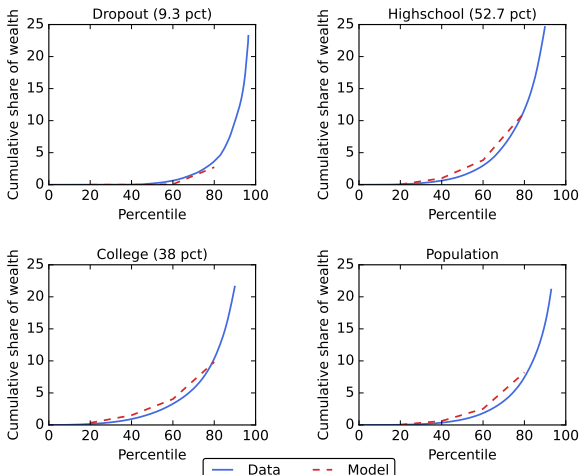 Dropout (9.3 pct)
Cumulative share of wealth
25
20
15
10
5
0
0 20 40 60 80 100
Percentile
Highschool (52.7 pct)
Cumulative share of wealth
25
20
15
10
5
0
0 20 40 60 80 100
Percentile
College (38 pct)
Cumulative share of wealth
25
20
15
10
5
0
0 20 40 60 80 100
Percentile
Population
Cumulative share of wealth
25
20
15
10
5
0
0 20 40 60 80 100
Percentile
Data Model